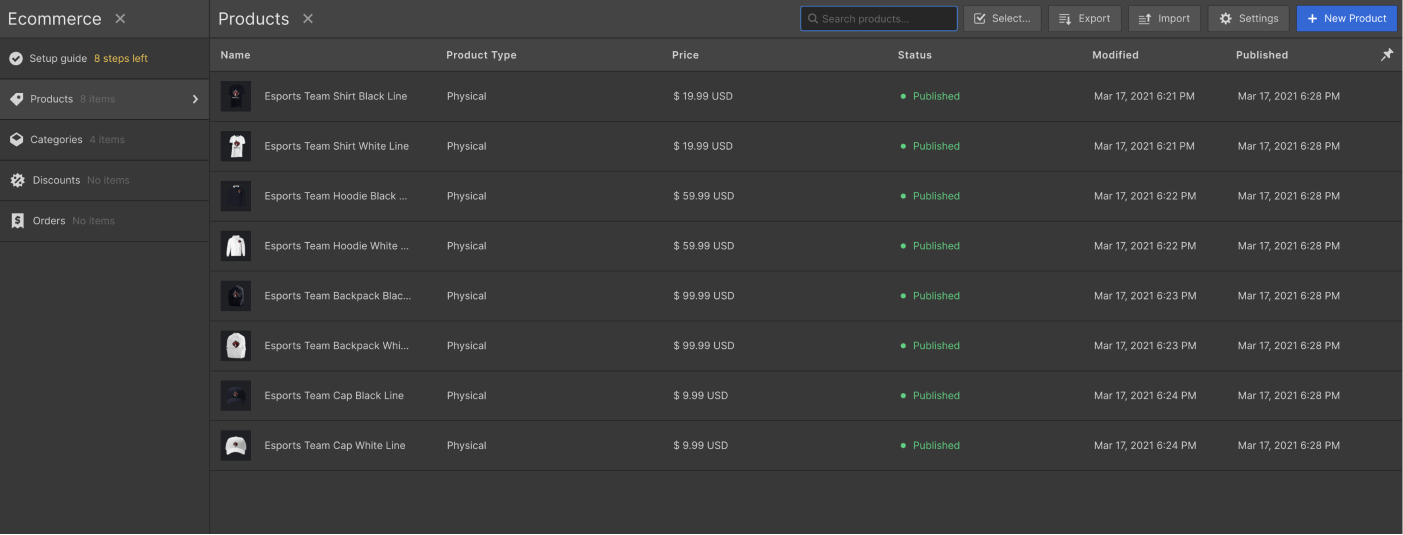 Ecommerce
Products
Search products...
Select...
Export
Import
Settings
+ New Product
Setup guide 8 steps left
Products 8 items
Categories 4 items
Discounts No items
Orders No items
Name Product Type Price Status Modified Published
Esports Team Shirt Black Line Physical $ 19.99 USD Published Mar 17, 2021 6:21 PM Mar 17, 2021 6:28 PM
Esports Team Shirt White Line Physical $ 19.99 USD Published Mar 17, 2021 6:21 PM Mar 17, 2021 6:28 PM
Esports Team Hoodie Black ... Physical $ 59.99 USD Published Mar 17, 2021 6:22 PM Mar 17, 2021 6:28 PM
Esports Team Hoodie White ... Physical $ 59.99 USD Published Mar 17, 2021 6:22 PM Mar 17, 2021 6:28 PM
Esports Team Backpack Blac... Physical $ 99.99 USD Published Mar 17, 2021 6:23 PM Mar 17, 2021 6:28 PM
Esports Team Backpack Whi... Physical $ 99.99 USD Published Mar 17, 2021 6:23 PM Mar 17, 2021 6:28 PM
Esports Team Cap Black Line Physical $ 9.99 USD Published Mar 17, 2021 6:24 PM Mar 17, 2021 6:28 PM
Esports Team Cap White Line Physical $ 9.99 USD Published Mar 17, 2021 6:24 PM Mar 17, 2021 6:28 PM